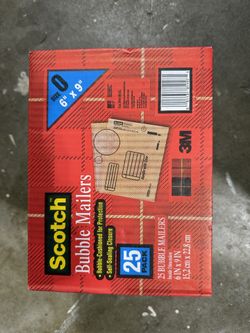 Scotch
Bubble Mailers
• Bubble-Cushioned for Protection
• Self-Sealing Closure
25
PACK
SIZE 0
6" x 9"
3M
25 BUBBLE MAILERS
6 IN x 9 IN
15,2 cm x 22,8 cm